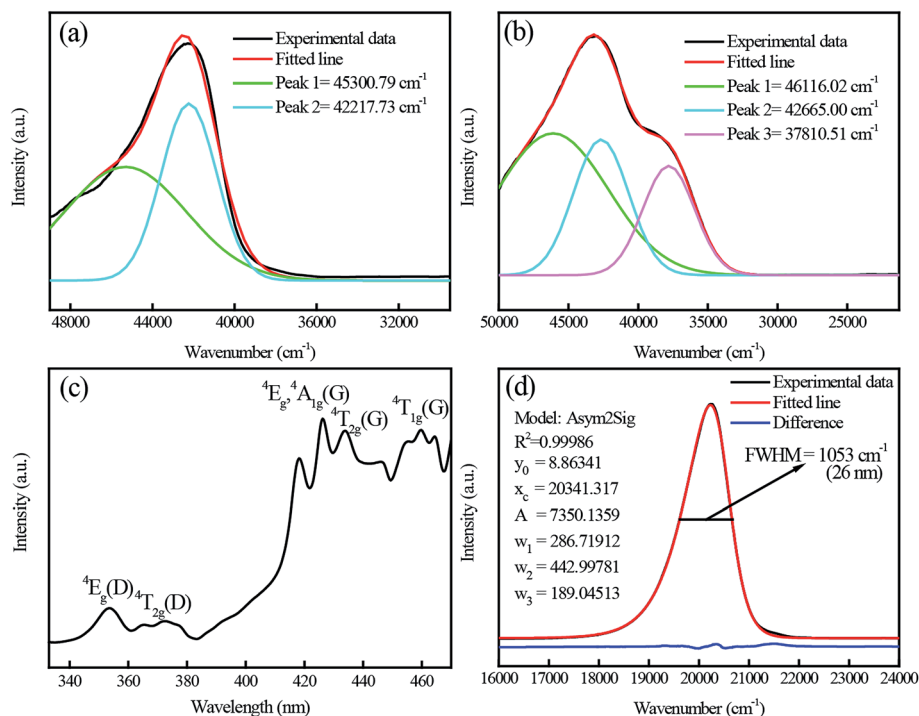 (a)
Experimental data
Fitted line
Peak 1= 45300.79 cm⁻¹
Peak 2= 42217.73 cm⁻¹
Intensity (a.u.)
48000 44000 40000 36000 32000
Wavenumber (cm⁻¹)
(b)
Experimental data
Fitted line
Peak 1= 46116.02 cm⁻¹
Peak 2= 42665.00 cm⁻¹
Peak 3= 37810.51 cm⁻¹
Intensity (a.u.)
50000 45000 40000 35000 30000 25000
Wavenumber (cm⁻¹)
(c)
⁴E_g,⁴A_1g(G)
⁴T_2g(G)
⁴T_1g(G)
⁴E_g(D)
⁴T_2g(D)
Intensity (a.u.)
340 360 380 400 420 440 460
Wavelength (nm)
(d)
Experimental data
Fitted line
Difference
Model: Asym2Sig
R²=0.99986
y₀ = 8.86341
x_c = 20341.317
A = 7350.1359
w₁ = 286.71912
w₂ = 442.99781
w₃ = 189.04513
FWHM = 1053 cm⁻¹
(26 nm)
Intensity (a.u.)
16000 17000 18000 19000 20000 21000 22000 23000 24000
Wavenumber (cm⁻¹)